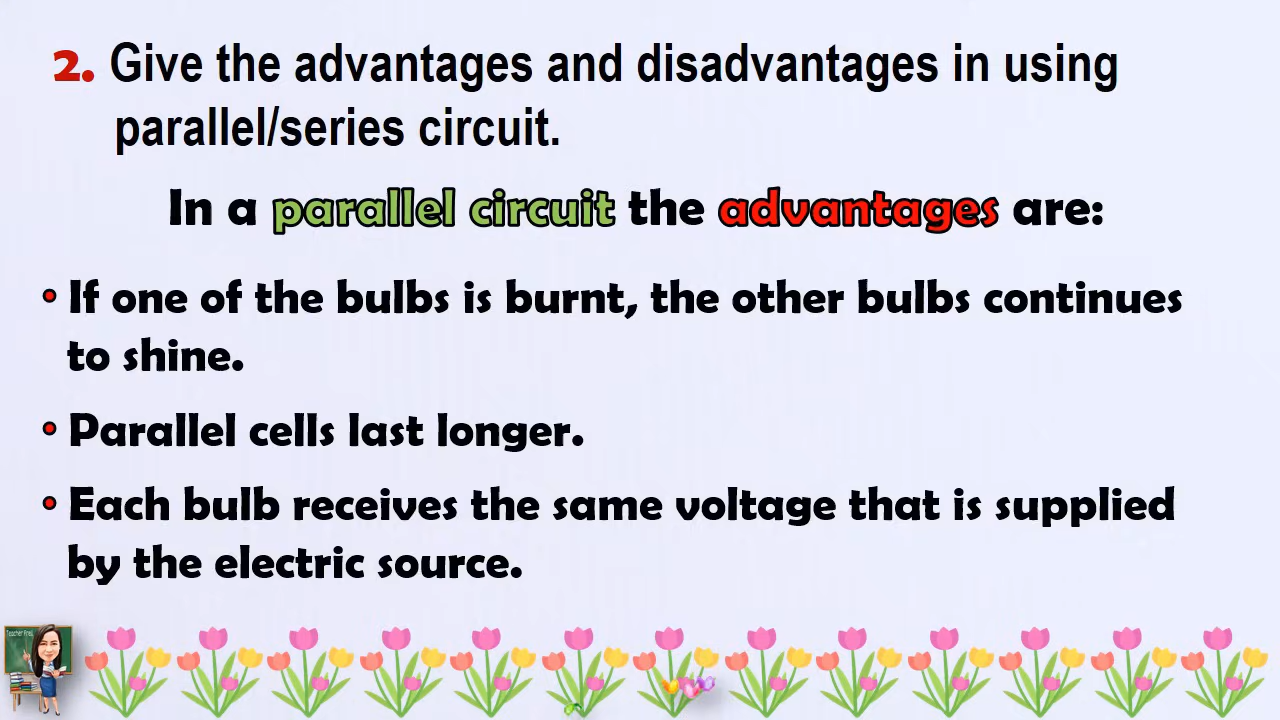 2. Give the advantages and disadvantages in using
parallel/series circuit.
In a parallel circuit the advantages are:
• If one of the bulbs is burnt, the other bulbs continues
to shine.
• Parallel cells last longer.
• Each bulb receives the same voltage that is supplied
by the electric source.